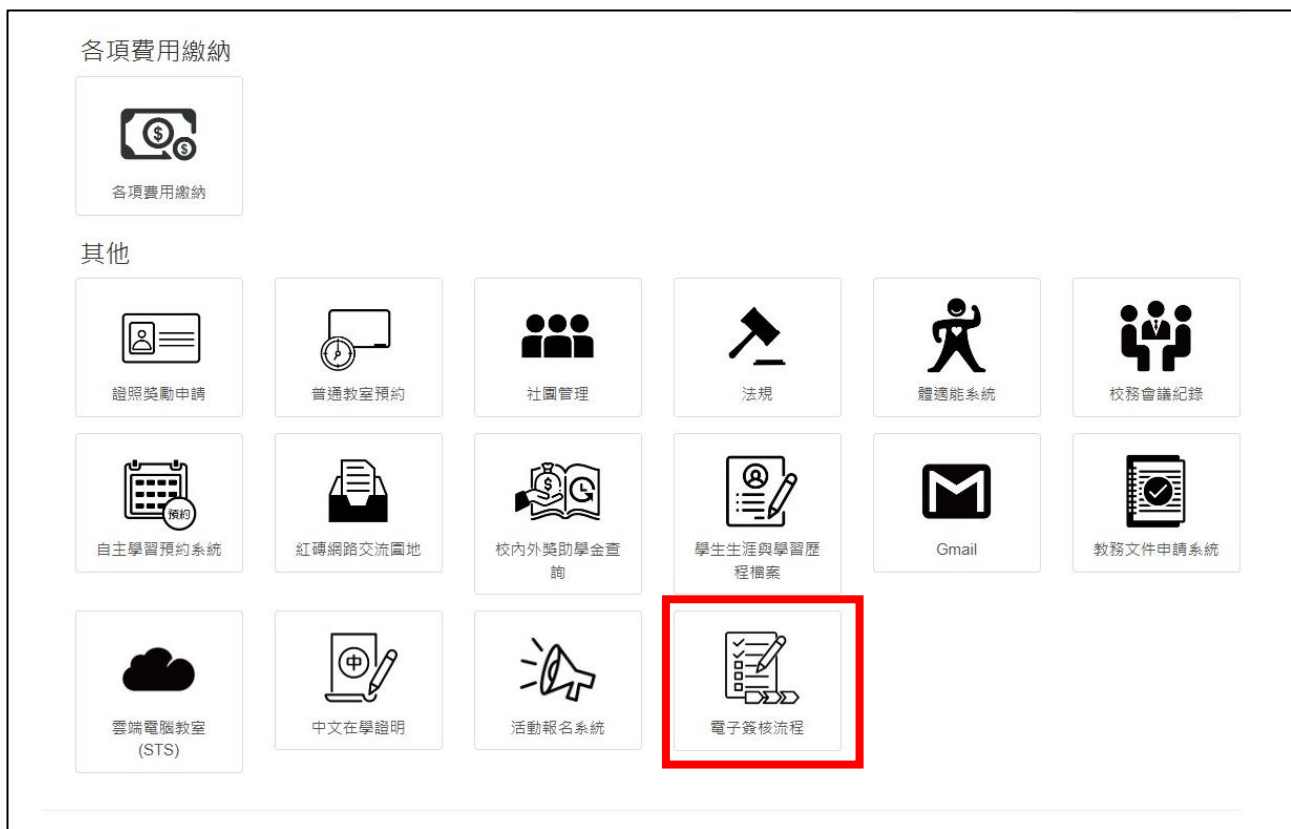 各項費用繳納
各項費用繳納
其他
證照獎勵申請
普通教室預約
社團管理
法規
體適能系統
校務會議紀錄
預約
自主學習預約系統
紅磚網路交流園地
校內外獎助學金查
詢
學生生涯與學習歷
程檔案
Gmail
教務文件申請系統
雲端電腦教室
(STS)
中
中文在學證明
活動報名系統
電子簽核流程